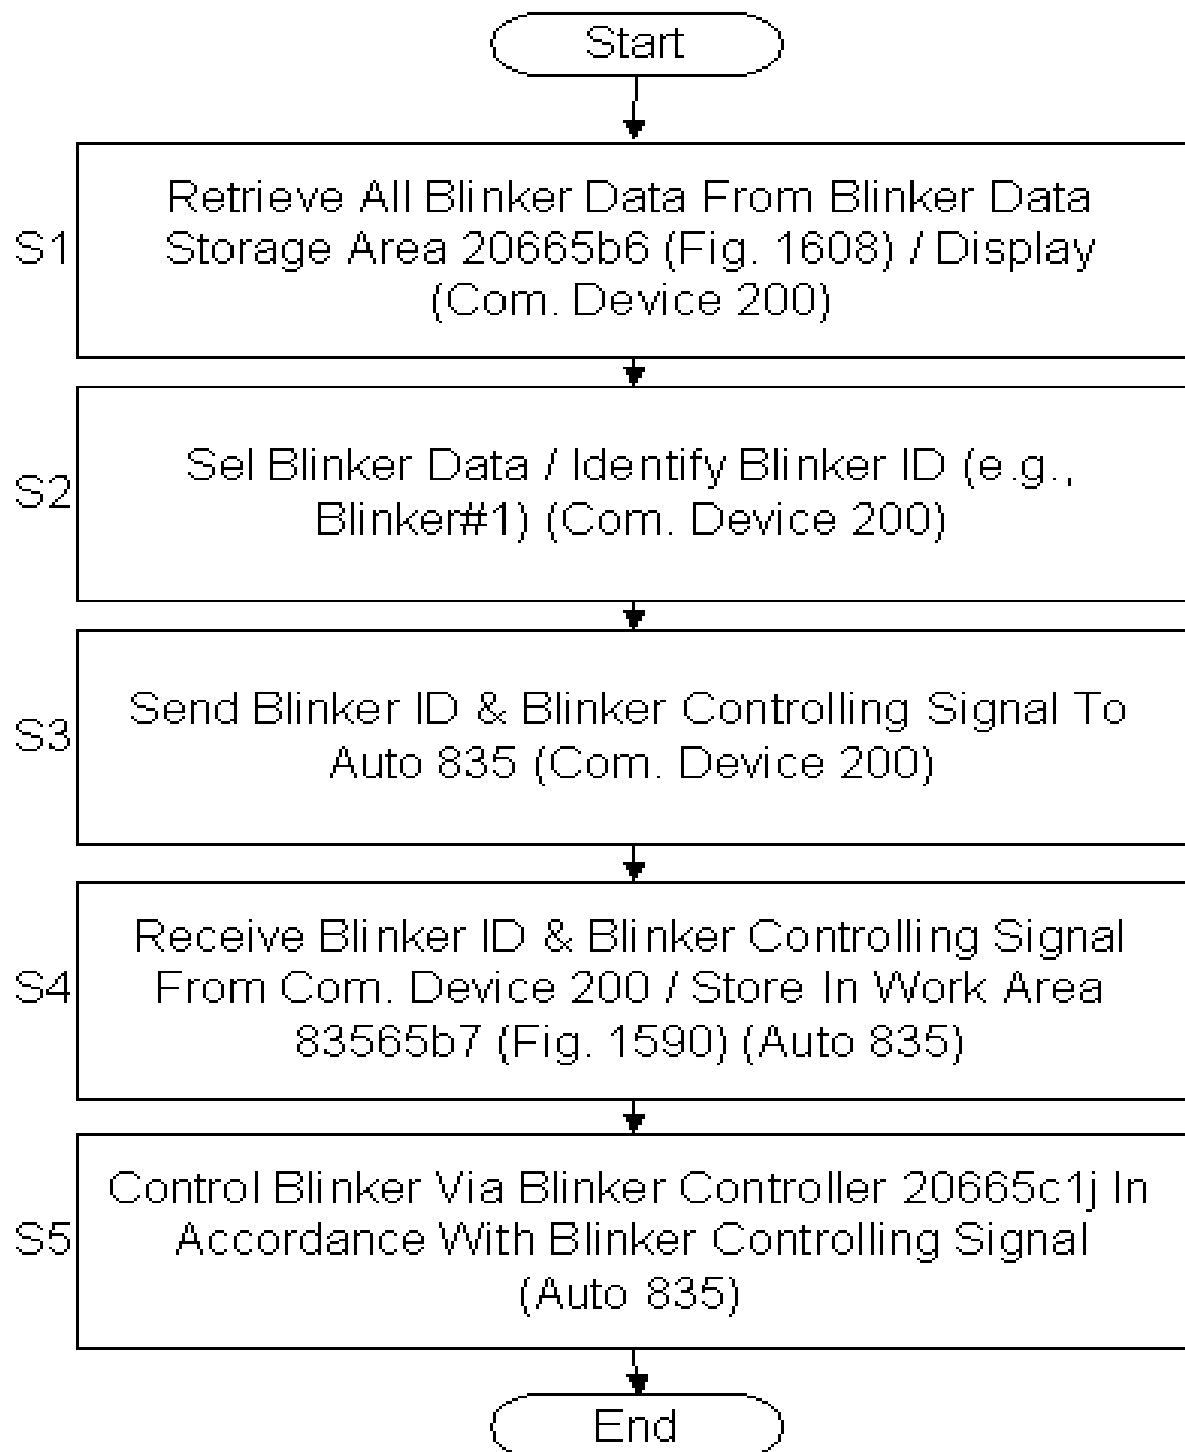 Start
S1
Retrieve All Blinker Data From Blinker Data
Storage Area 20665b6 (Fig. 1608) / Display
(Com. Device 200)
S2
Sel Blinker Data / Identify Blinker ID (e.g.,
Blinker#1) (Com. Device 200)
S3
Send Blinker ID & Blinker Controlling Signal To
Auto 835 (Com. Device 200)
S4
Receive Blinker ID & Blinker Controlling Signal
From Com. Device 200 / Store In Work Area
83565b7 (Fig. 1590) (Auto 835)
S5
Control Blinker Via Blinker Controller 20665c1j In
Accordance With Blinker Controlling Signal
(Auto 835)
End